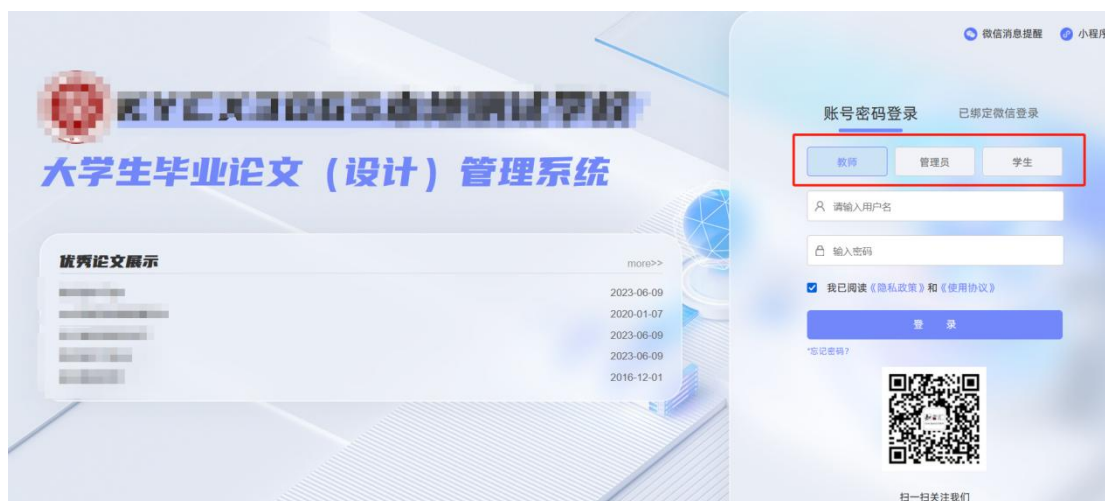 微信消息提醒 小程序
账号密码登录 已绑定微信登录
教师 管理员 学生
请输入用户名
输入密码
我已阅读《隐私政策》和《使用协议》
登 录
*忘记密码？
扫一扫关注我们
大学生毕业论文（设计）管理系统
优秀论文展示 more>>
2023-06-09
2020-01-07
2023-06-09
2023-06-09
2016-12-01